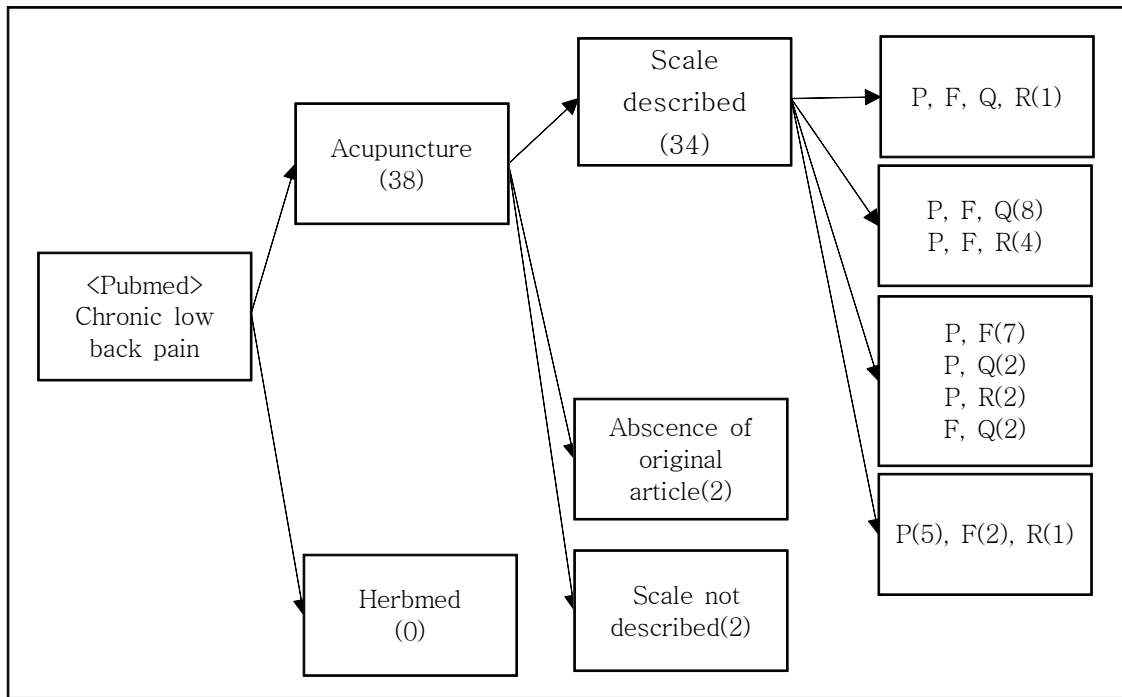 <Pubmed>
Chronic low
back pain
Acupuncture
(38)
Herbmed
(0)
Scale
described
(34)
Abscence of
original
article(2)
Scale not
described(2)
P, F, Q, R(1)
P, F, Q(8)
P, F, R(4)
P, F(7)
P, Q(2)
P, R(2)
F, Q(2)
P(5), F(2), R(1)